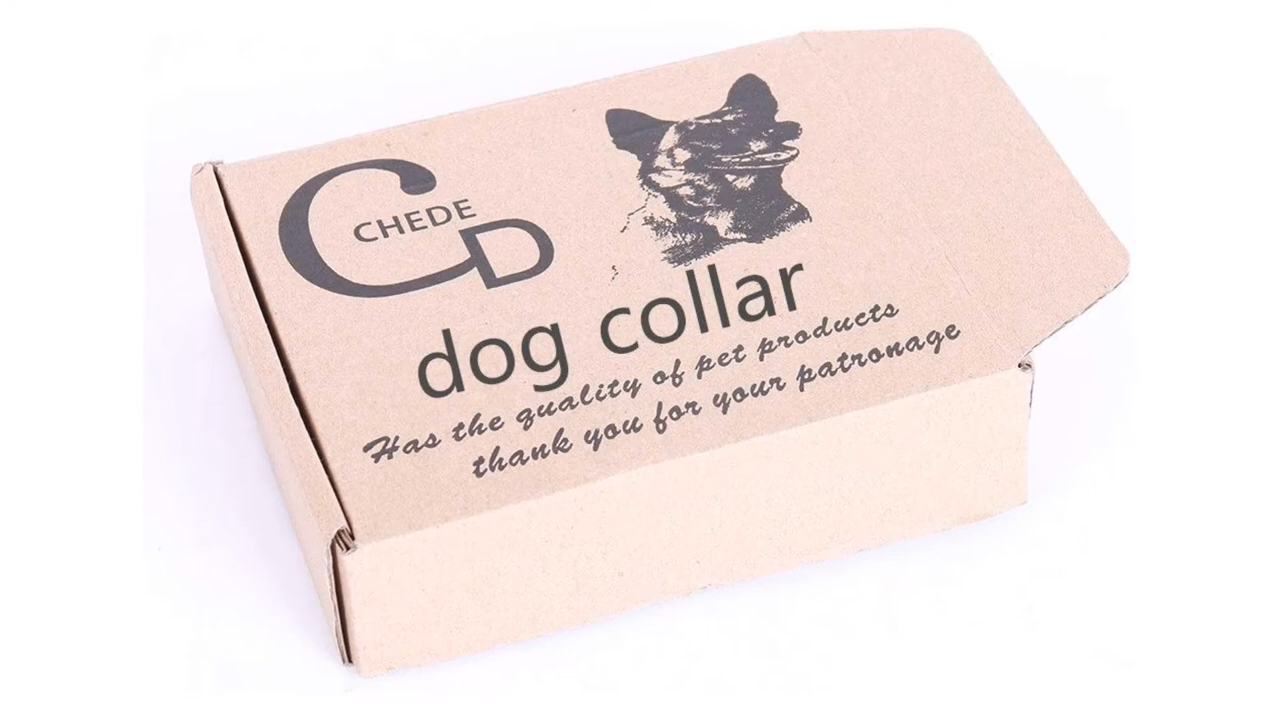 CD
CHEDE
dog collar
Has the quality of pet products
thank you for your patronage